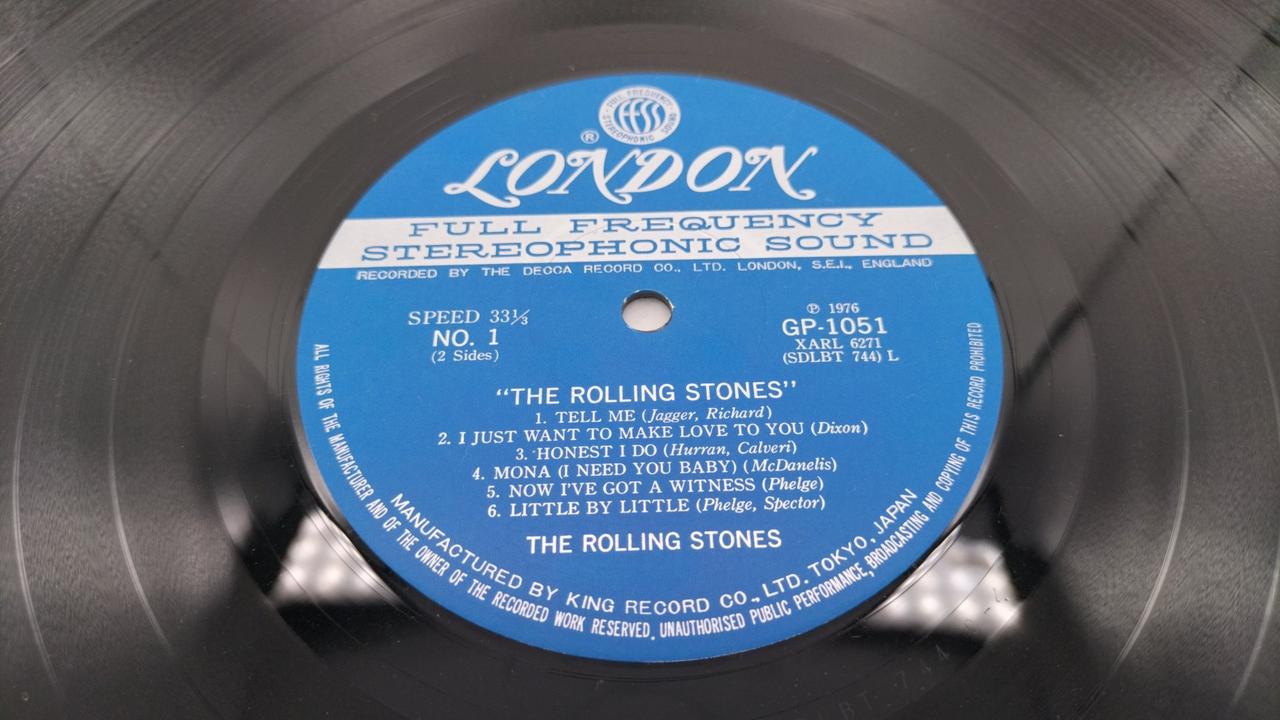 FULL FREQUENCY
STEREOPHONIC SOUND
FFSS
®
LONDON
FULL FREQUENCY
STEREOPHONIC SOUND
RECORDED BY THE DECCA RECORD CO., LTD. LONDON, S.E.I., ENGLAND
SPEED 33⅓
NO. 1
(2 Sides)
℗ 1976
GP-1051
XARL 6271
(SDLBT 744) L
"THE ROLLING STONES"
1. TELL ME (Jagger, Richard)
2. I JUST WANT TO MAKE LOVE TO YOU (Dixon)
3. HONEST I DO (Hurran, Calveri)
4. MONA (I NEED YOU BABY) (McDanelis)
5. NOW I'VE GOT A WITNESS (Phelge)
6. LITTLE BY LITTLE (Phelge, Spector)
THE ROLLING STONES
MANUFACTURED BY KING RECORD CO., LTD. TOKYO, JAPAN
ALL RIGHTS OF THE MANUFACTURER AND OF THE OWNER OF THE RECORDED WORK RESERVED. UNAUTHORISED PUBLIC PERFORMANCE, BROADCASTING AND COPYING OF THIS RECORD PROHIBITED